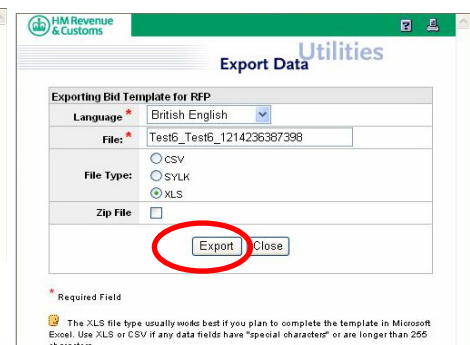 HM Revenue
& Customs
Utilities
Export Data
Exporting Bid Template for RFP
Language * British English
File: * Test6_Test6_1214236387398
File Type:
CSV
SYLK
XLS
Zip File
Export Close
* Required Field
The XLS file type usually works best if you plan to complete the template in Microsoft
Excel. Use XLS or CSV if any data fields have "special characters" or are longer than 255
characters